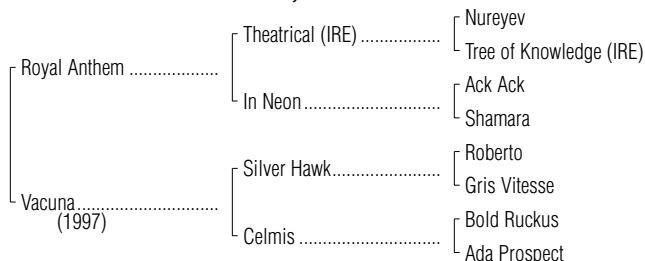 Nureyev
Theatrical (IRE) ................
Tree of Knowledge (IRE)
Royal Anthem ..................
Ack Ack
In Neon...........................
Shamara
Roberto
Silver Hawk.....................
Gris Vitesse
Vacuna............................
(1997)
Bold Ruckus
Celmis ............................
Ada Prospect